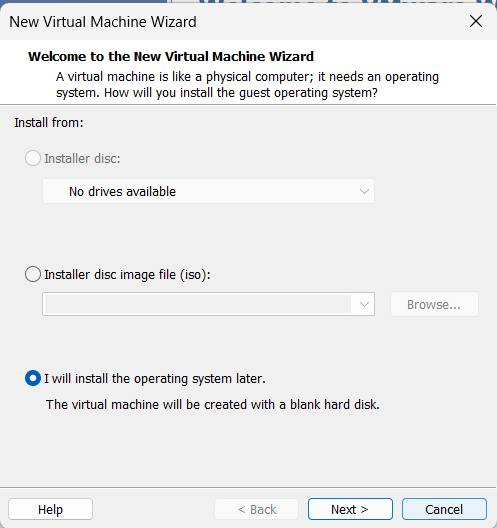 New Virtual Machine Wizard
Welcome to the New Virtual Machine Wizard
A virtual machine is like a physical computer; it needs an operating
system. How will you install the guest operating system?
Install from:
Installer disc:
No drives available
Installer disc image file (iso):
Browse...
I will install the operating system later.
The virtual machine will be created with a blank hard disk.
Help
< Back
Next >
Cancel